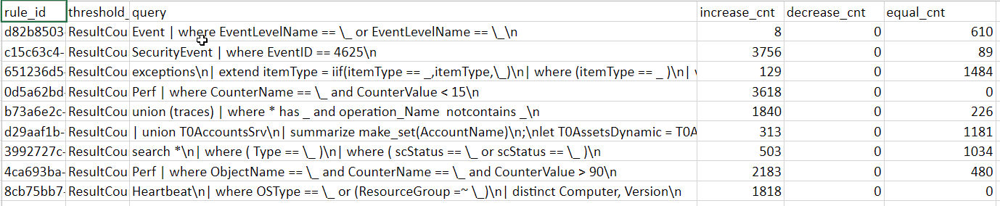 rule_id threshold_ query increase_cnt decrease_cnt equal_cnt
d82b8503- ResultCou Event | where EventLevelName == \_ or EventLevelName == \_\n 8 0 610
c15c63c4- ResultCou SecurityEvent | where EventID == 4625\n 3756 0 89
651236d5- ResultCou exceptions\n| extend itemType = iif(itemType == _,itemType,\_)\n| where (itemType == _ )\n| 129 0 1484
0d5a62bd- ResultCou Perf | where CounterName == \_ and CounterValue < 15\n 3618 0 0
b73a6e2c- ResultCou union (traces) | where * has _ and operation_Name  notcontains _\n 1840 0 226
d29aaf1b- ResultCou | union T0AccountsSrv\n| summarize make_set(AccountName)\n;\nlet T0AssetsDynamic = T0A 313 0 1181
3992727c- ResultCou search *\n| where ( Type == \_ )\n| where ( scStatus == \_ or scStatus == \_ )\n 503 0 1034
4ca693ba- ResultCou Perf | where ObjectName == \_ and CounterName == \_ and CounterValue > 90\n 2183 0 480
8cb75bb7- ResultCou Heartbeat\n| where OSType == \_ or (ResourceGroup =~ \_)\n| distinct Computer, Version\n 1818 0 0